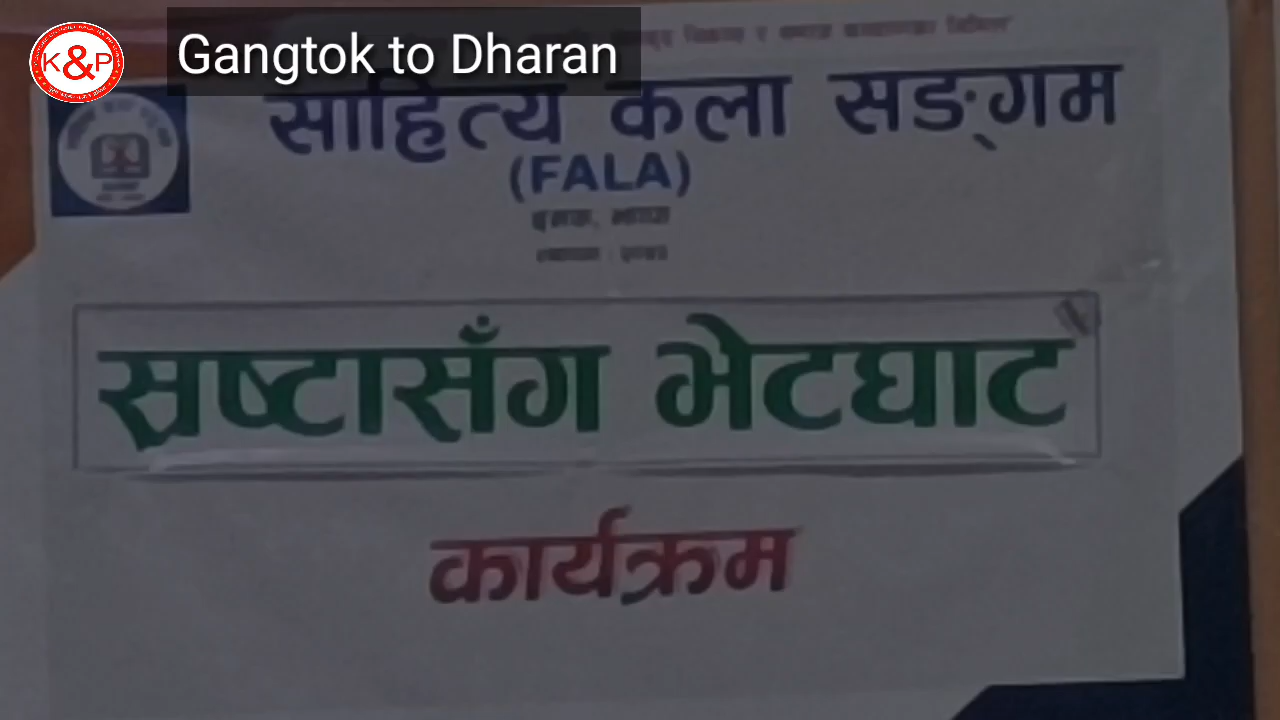 K&P
Gangtok to Dharan
साहित्य कला सङ्गम
(FALA)
स्रष्टासँग भेटघाट
कार्यक्रम